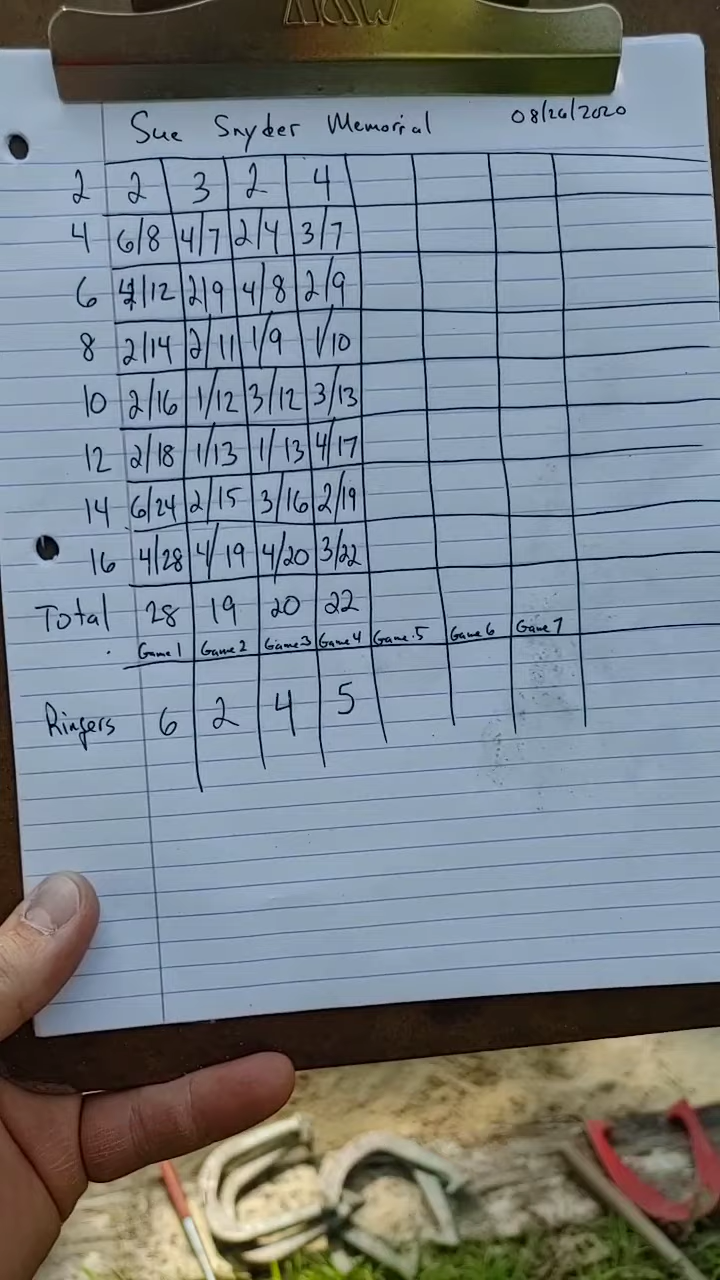 Sue Snyder Memorial 08/26/2020
2 2 3 2 4
4 6/8 4/7 2/4 3/7
6 4/12 2/9 4/8 2/9
8 2/14 2/11 1/9 1/10
10 2/16 1/12 3/12 3/13
12 2/18 1/13 1/13 4/17
14 6/24 2/15 3/16 2/19
16 4/28 4/19 4/20 3/22
Total 28 19 20 22
Game 1 Game 2 Game 3 Game 4 Game 5 Game 6 Game 7
Ringers 6 2 4 5